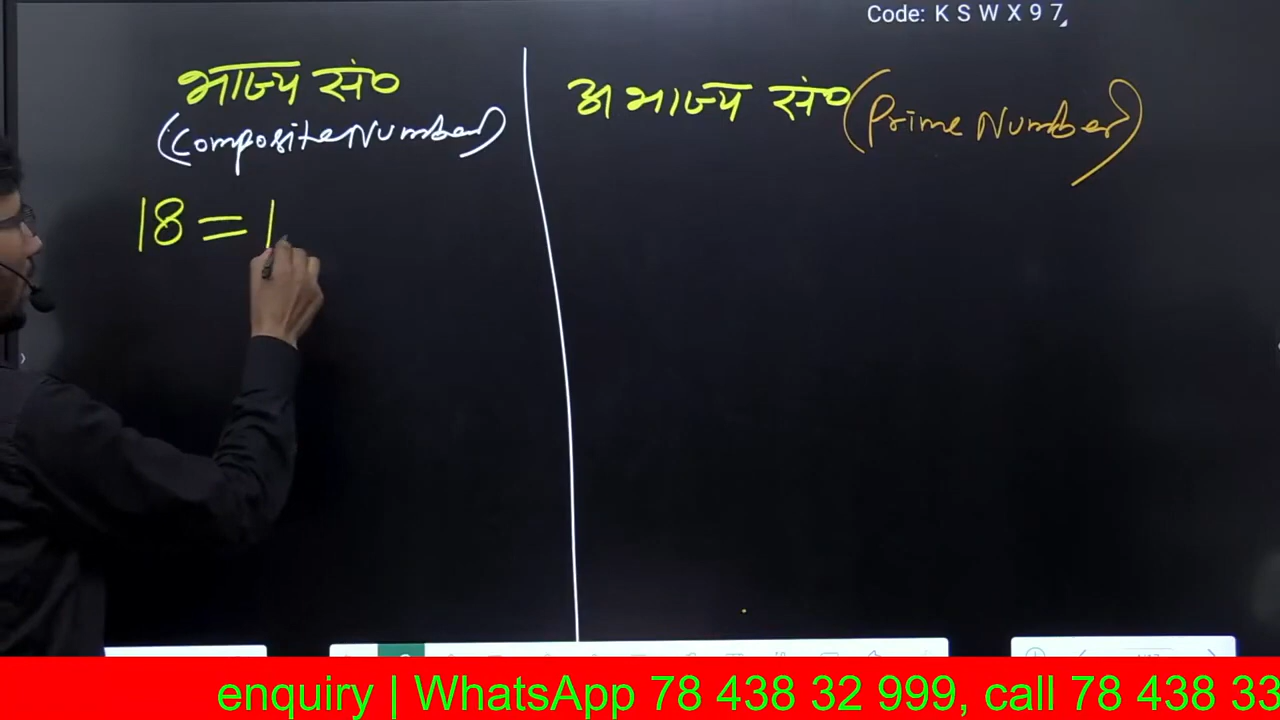 Code: K S W X 9 7
भाज्य सं०
(Composite Number)
18 = 1
अभाज्य सं० (Prime Number)
enquiry | WhatsApp 78 438 32 999, call 78 438 33